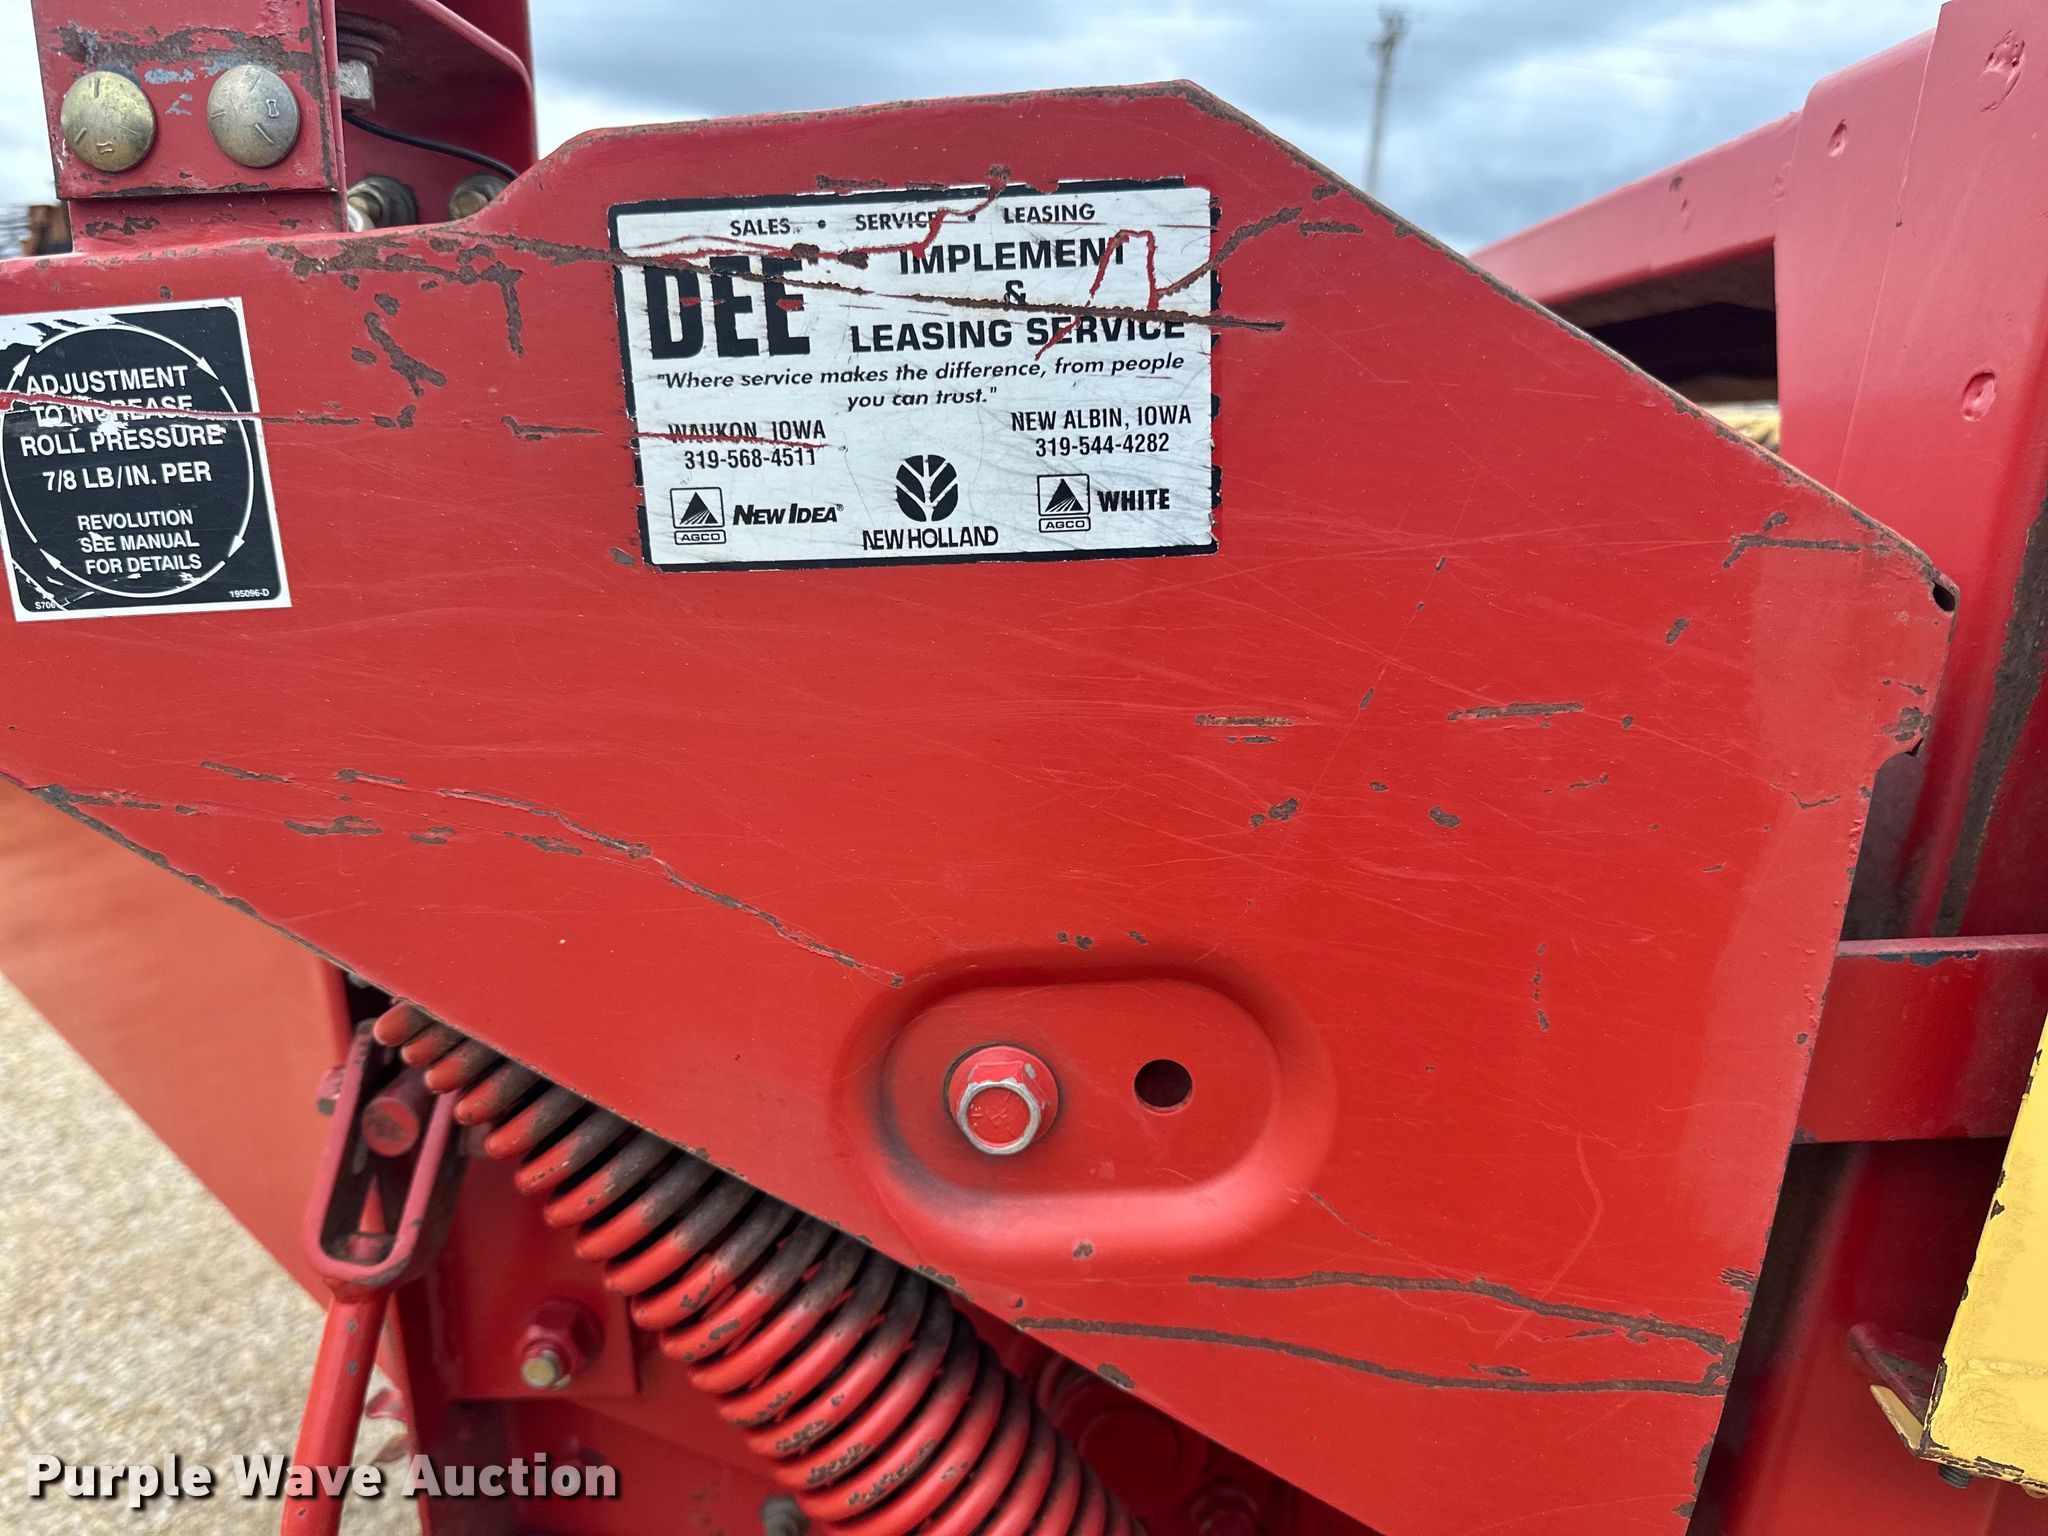 SALES • SERVICE • LEASING
DEE IMPLEMENT
&
LEASING SERVICE
"Where service makes the difference, from people
you can trust."
WAUKON, IOWA
319-568-4511
NEW ALBIN, IOWA
319-544-4282
AGCO NEW IDEA®
NEW HOLLAND
AGCO WHITE
ADJUSTMENT
TO INCREASE
ROLL PRESSURE
7/8 LB/IN. PER
REVOLUTION
SEE MANUAL
FOR DETAILS
195096-D
Purple Wave Auction